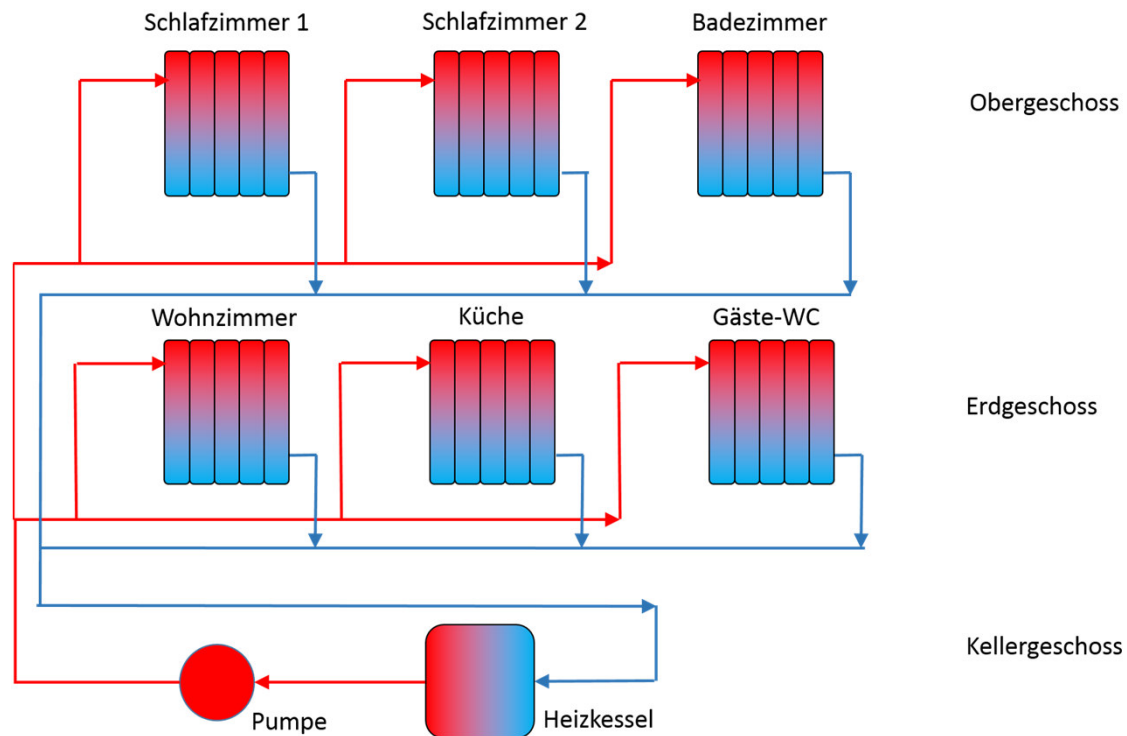 Schlafzimmer 1
Schlafzimmer 2
Badezimmer
Obergeschoss
Wohnzimmer
Küche
Gäste-WC
Erdgeschoss
Kellergeschoss
Pumpe
Heizkessel